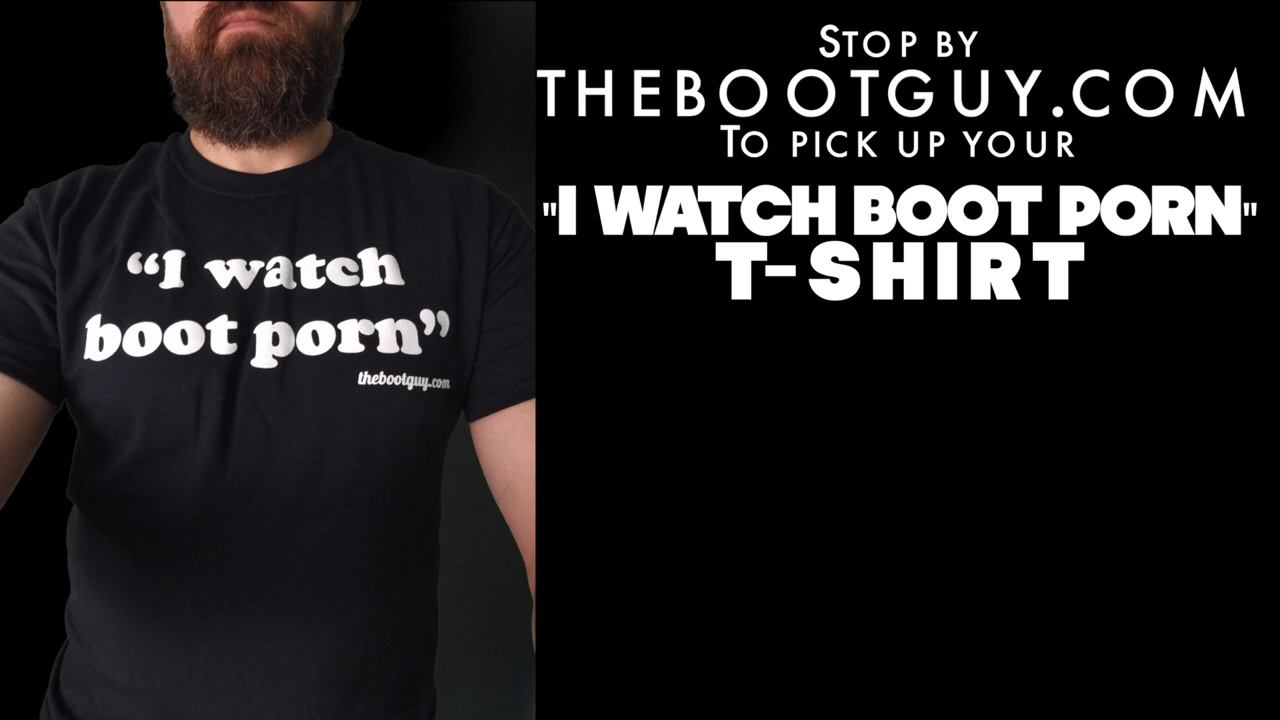 “I watch
boot porn”
thebootguy.com
STOP BY
THEBOOTGUY.COM
TO PICK UP YOUR
"I WATCH BOOT PORN"
T-SHIRT